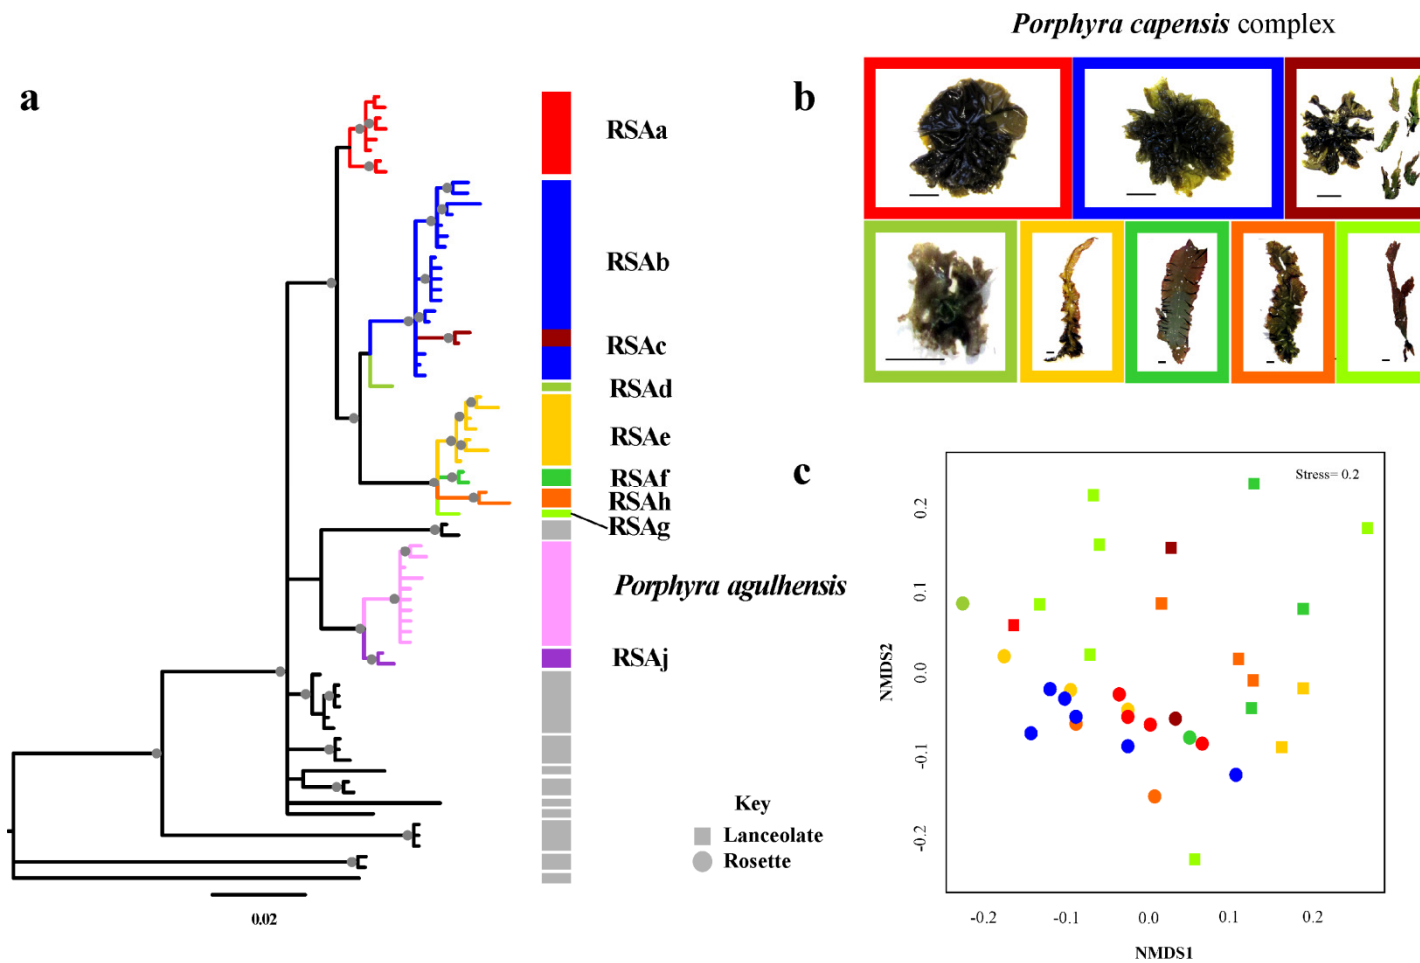 Porphyra capensis complex
a
b
RSAa
RSAb
RSAc
RSAd
RSAe
RSAf
RSAh
RSAg
Porphyra agulhensis
RSAj
Key
Lanceolate
Rosette
0.02
c
Stress= 0.2
NMDS2
0.2
0.1
0.0
-0.1
-0.2
-0.2
-0.1
0.0
0.1
0.2
NMDS1